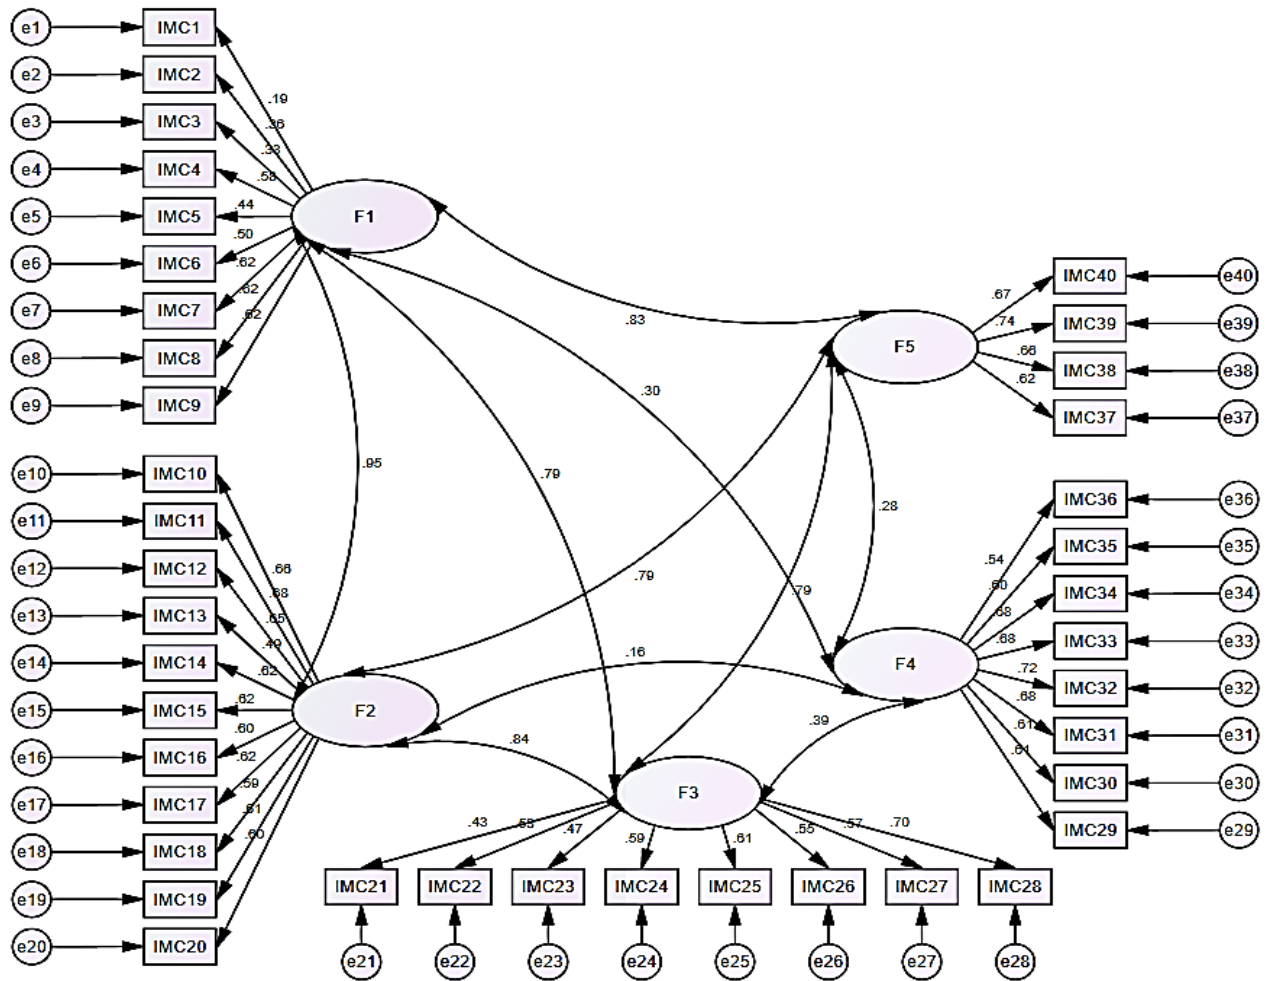 e1 IMC1
e2 IMC2
e3 IMC3
e4 IMC4
e5 IMC5
e6 IMC6
e7 IMC7
e8 IMC8
e9 IMC9
.19
.36
.33
.58
.44
.50
.62
.62
.62
F1
e10 IMC10
e11 IMC11
e12 IMC12
e13 IMC13
e14 IMC14
e15 IMC15
e16 IMC16
e17 IMC17
e18 IMC18
e19 IMC19
e20 IMC20
.66
.68
.65
.49
.62
.62
.60
.62
.59
.61
.60
F2
.95
.79
.83
.30
.28
.79
.79
.16
.84
.39
F5
.67
.74
.66
.62
IMC40 e40
IMC39 e39
IMC38 e38
IMC37 e37
F4
.54
.60
.68
.68
.72
.68
.61
.61
IMC36 e36
IMC35 e35
IMC34 e34
IMC33 e33
IMC32 e32
IMC31 e31
IMC30 e30
IMC29 e29
F3
.43 .47 .59 .61 .55 .57 .70
IMC21 IMC22 IMC23 IMC24 IMC25 IMC26 IMC27 IMC28
e21 e22 e23 e24 e25 e26 e27 e28